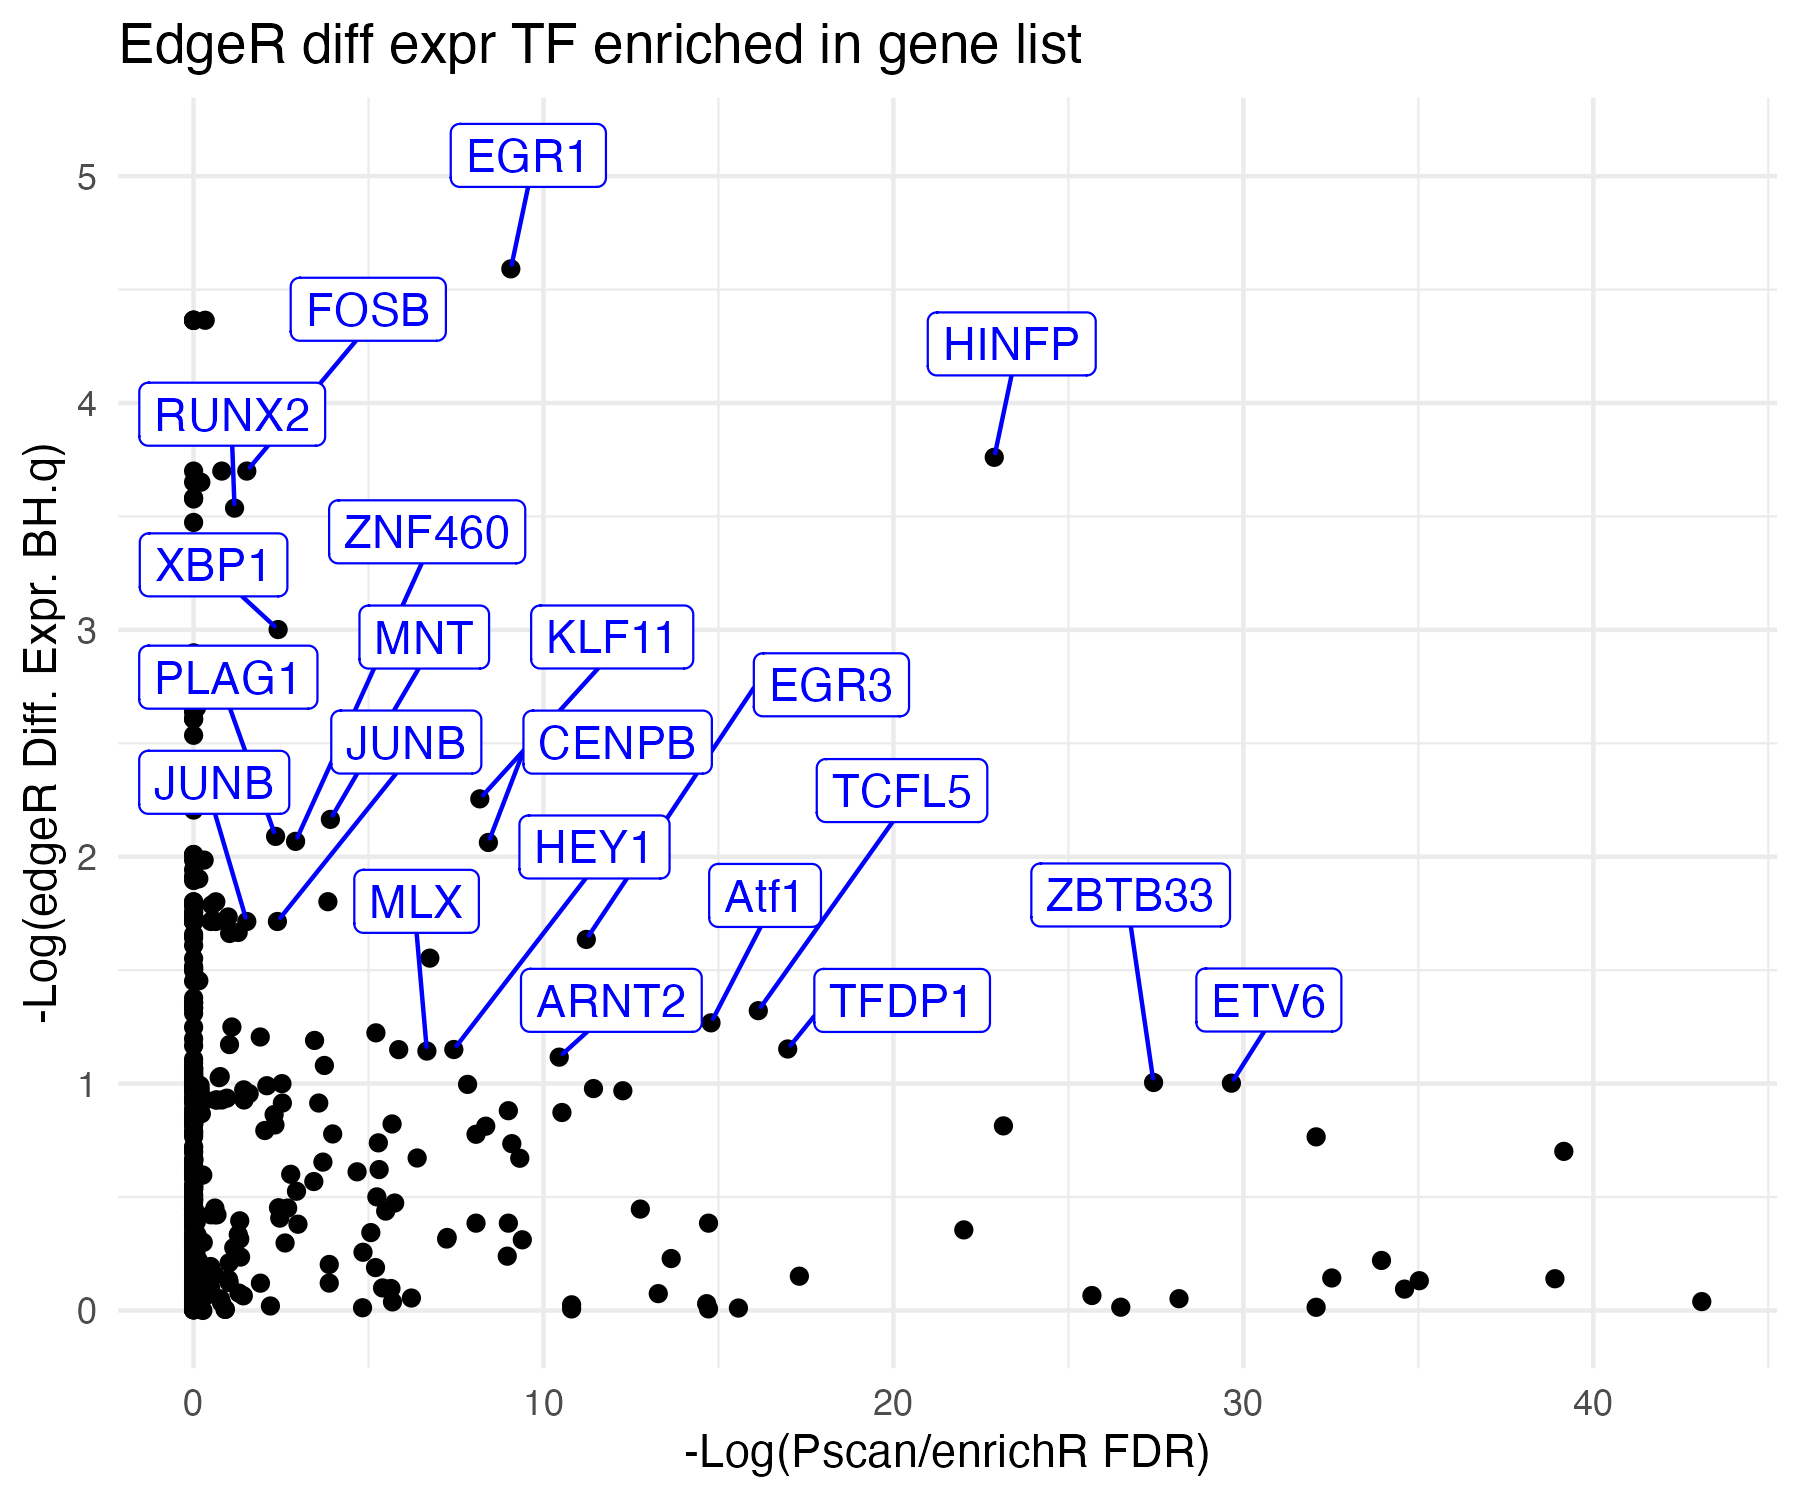 EdgeR diff expr TF enriched in gene list
-Log(edgeR Diff. Expr. BH.q)
5
4
3
2
1
0
EGR1
FOSB
HINFP
RUNX2
ZNF460
XBP1
MNT
KLF11
PLAG1
EGR3
JUNB
CENPB
JUNB
TCFL5
HEY1
MLX
Atf1
ZBTB33
ARNT2
TFDP1
ETV6
0
10
20
30
40
-Log(Pscan/enrichR FDR)